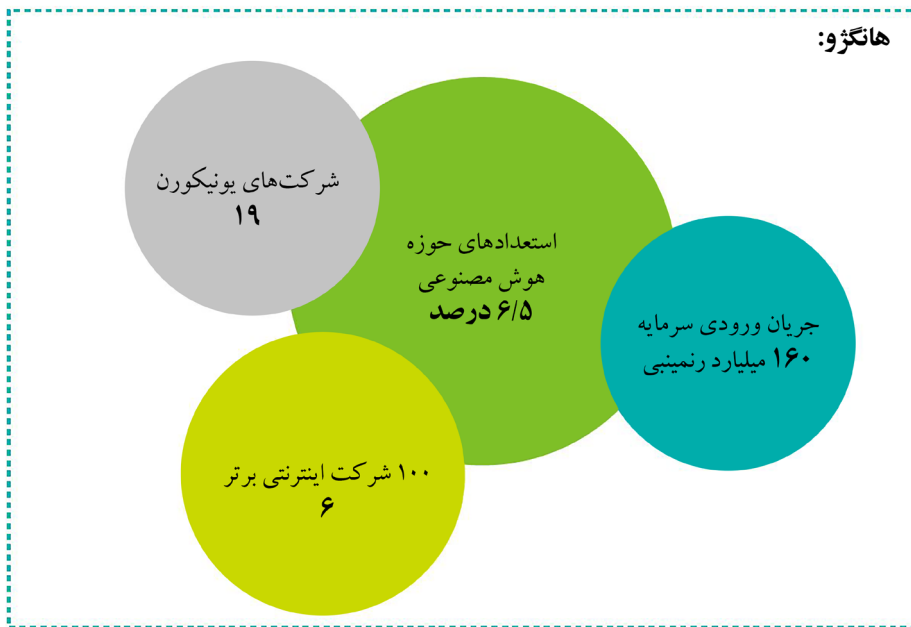 هانگژو:
شرکت‌های یونیکورن
۱۹
استعدادهای حوزه
هوش مصنوعی
۶/۵ درصد
جریان ورودی سرمایه
۱۶۰ میلیارد رنمینبی
۱۰۰ شرکت اینترنتی برتر
۶